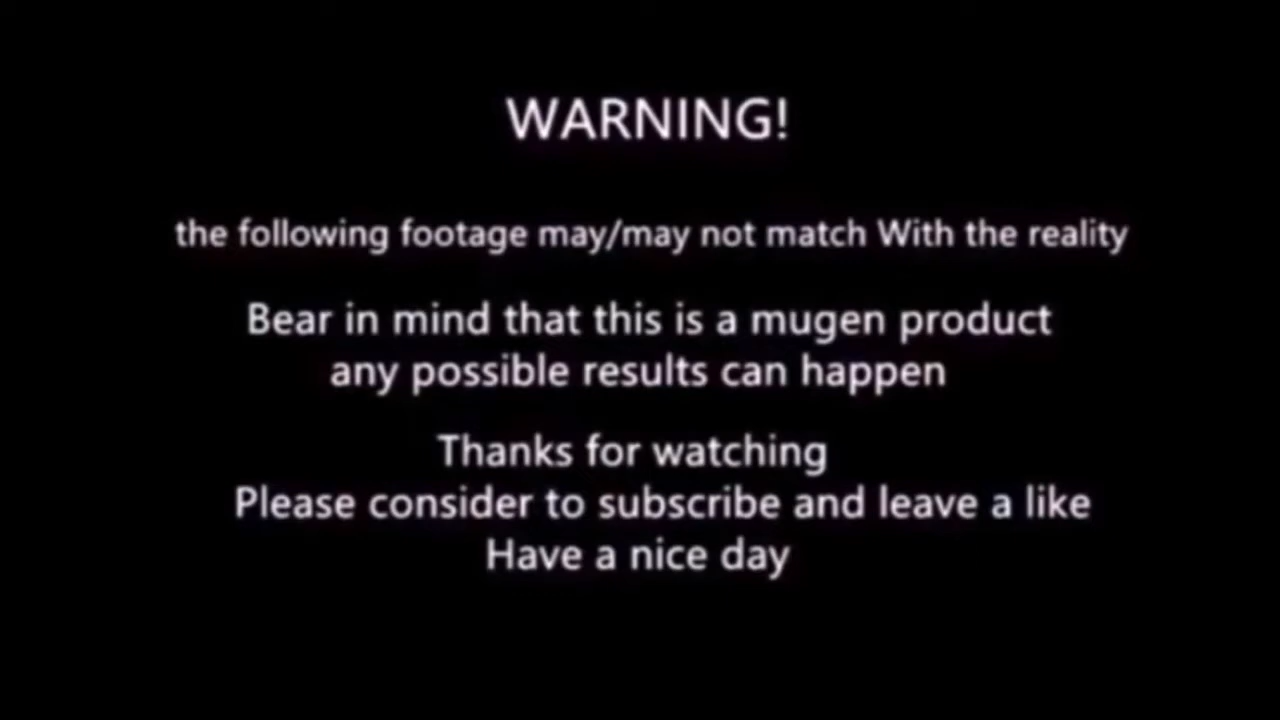 WARNING!
the following footage may/may not match With the reality
Bear in mind that this is a mugen product
any possible results can happen
Thanks for watching
Please consider to subscribe and leave a like
Have a nice day